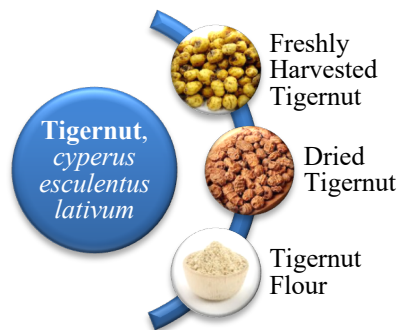 Tigernut,
cyperus
esculentus
lativum
Freshly
Harvested
Tigernut
Dried
Tigernut
Tigernut
Flour